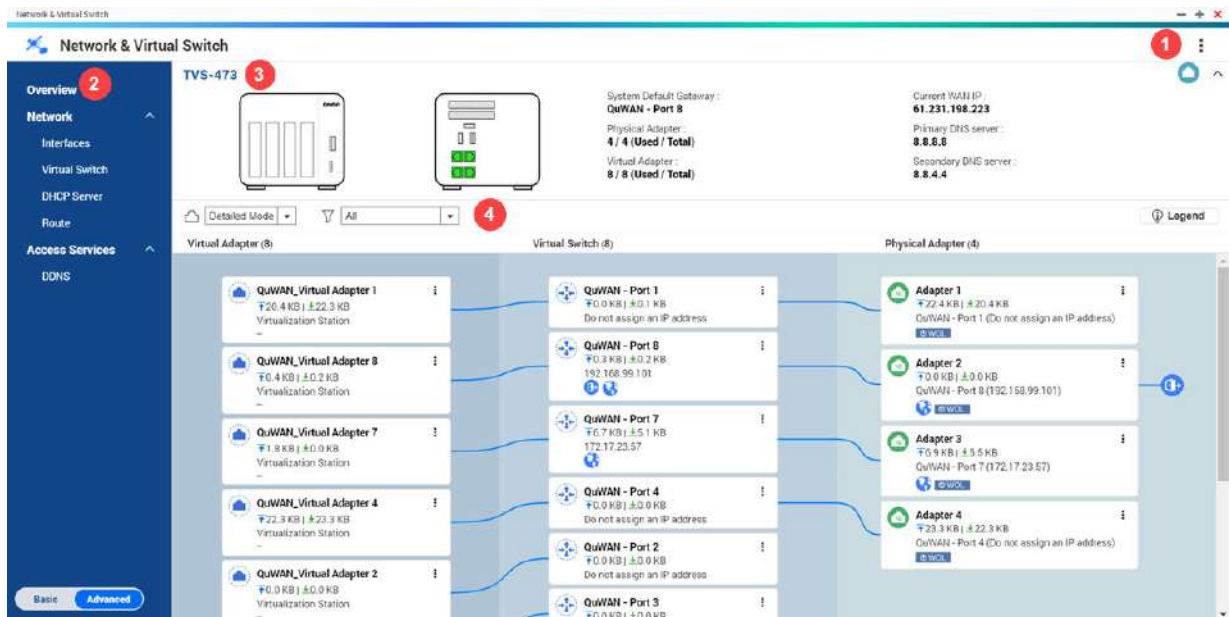 Network & Virtual Switch
Network & Virtual Switch
1
Overview
2
Network
Interfaces
Virtual Switch
DHCP Server
Route
Access Services
DDNS
Basic
Advanced
TVS-473
3
System Default Gateway :
QuWAN - Port 8
Physical Adapter :
4 / 4 (Used / Total)
Virtual Adapter :
8 / 8 (Used / Total)
Current WAN IP :
61.231.198.223
Primary DNS server :
8.8.8.8
Secondary DNS server :
8.8.4.4
Detailed Mode
All
4
Legend
Virtual Adapter (8)
QuWAN_Virtual Adapter 1
20.4 KB | 22.3 KB
Virtualization Station
--
QuWAN_Virtual Adapter 8
0.4 KB | 0.2 KB
Virtualization Station
--
QuWAN_Virtual Adapter 7
1.8 KB | 0.0 KB
Virtualization Station
--
QuWAN_Virtual Adapter 4
22.3 KB | 23.3 KB
Virtualization Station
--
QuWAN_Virtual Adapter 2
0.0 KB | 0.0 KB
Virtualization Station
Virtual Switch (8)
QuWAN - Port 1
0.0 KB | 0.1 KB
Do not assign an IP address
QuWAN - Port 8
0.3 KB | 0.2 KB
192.168.99.101
QuWAN - Port 7
6.7 KB | 5.1 KB
172.17.23.57
QuWAN - Port 4
0.0 KB | 0.0 KB
Do not assign an IP address
QuWAN - Port 2
0.0 KB | 0.0 KB
Do not assign an IP address
QuWAN - Port 3
0.0 KB | 0.0 KB
Physical Adapter (4)
Adapter 1
22.4 KB | 20.4 KB
QuWAN - Port 1 (Do not assign an IP address)
WOL
Adapter 2
0.0 KB | 0.0 KB
QuWAN - Port 8 (192.168.99.101)
WOL
Adapter 3
6.9 KB | 5.5 KB
QuWAN - Port 7 (172.17.23.57)
WOL
Adapter 4
23.3 KB | 22.3 KB
QuWAN - Port 4 (Do not assign an IP address)
WOL